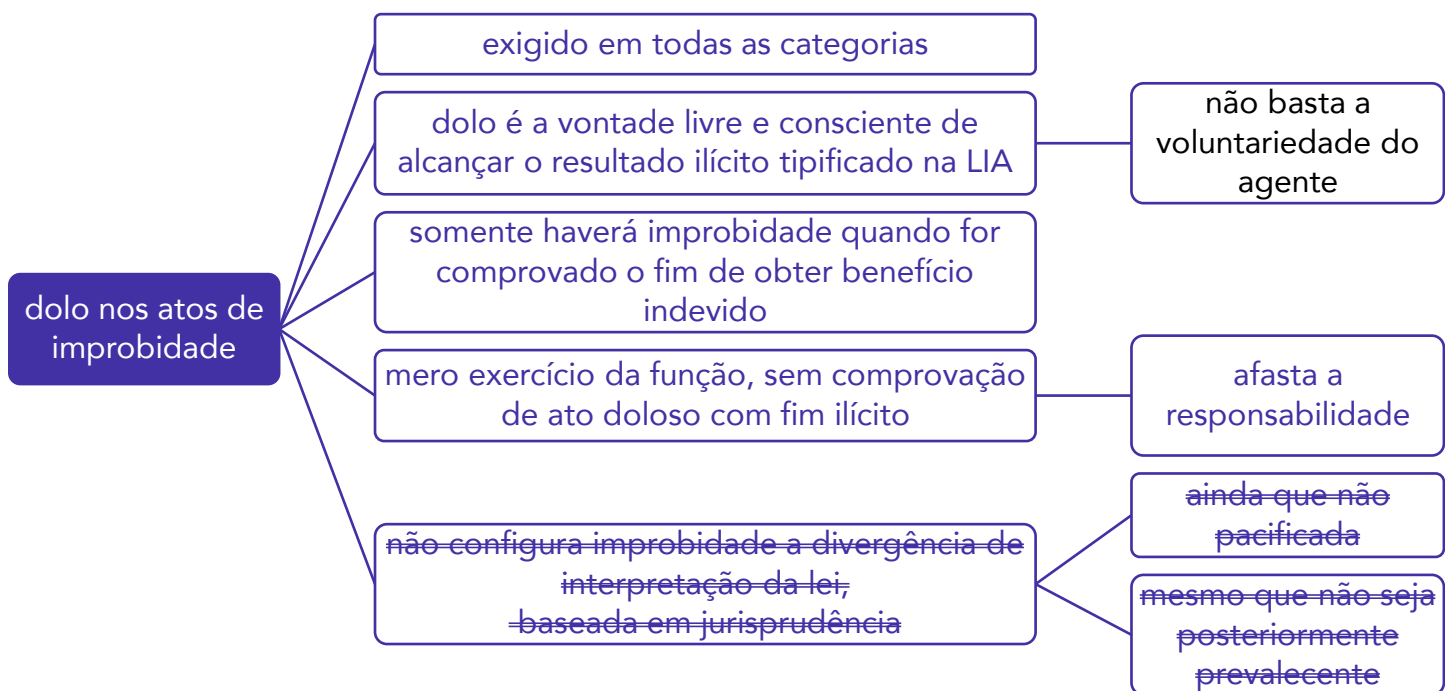 dolo nos atos de
improbidade
exigido em todas as categorias
dolo é a vontade livre e consciente de
alcançar o resultado ilícito tipificado na LIA
não basta a
voluntariedade do
agente
somente haverá improbidade quando for
comprovado o fim de obter benefício
indevido
mero exercício da função, sem comprovação
de ato doloso com fim ilícito
afasta a
responsabilidade
não configura improbidade a divergência de
interpretação da lei,
baseada em jurisprudência
ainda que não
pacificada
mesmo que não seja
posteriormente
prevalecente